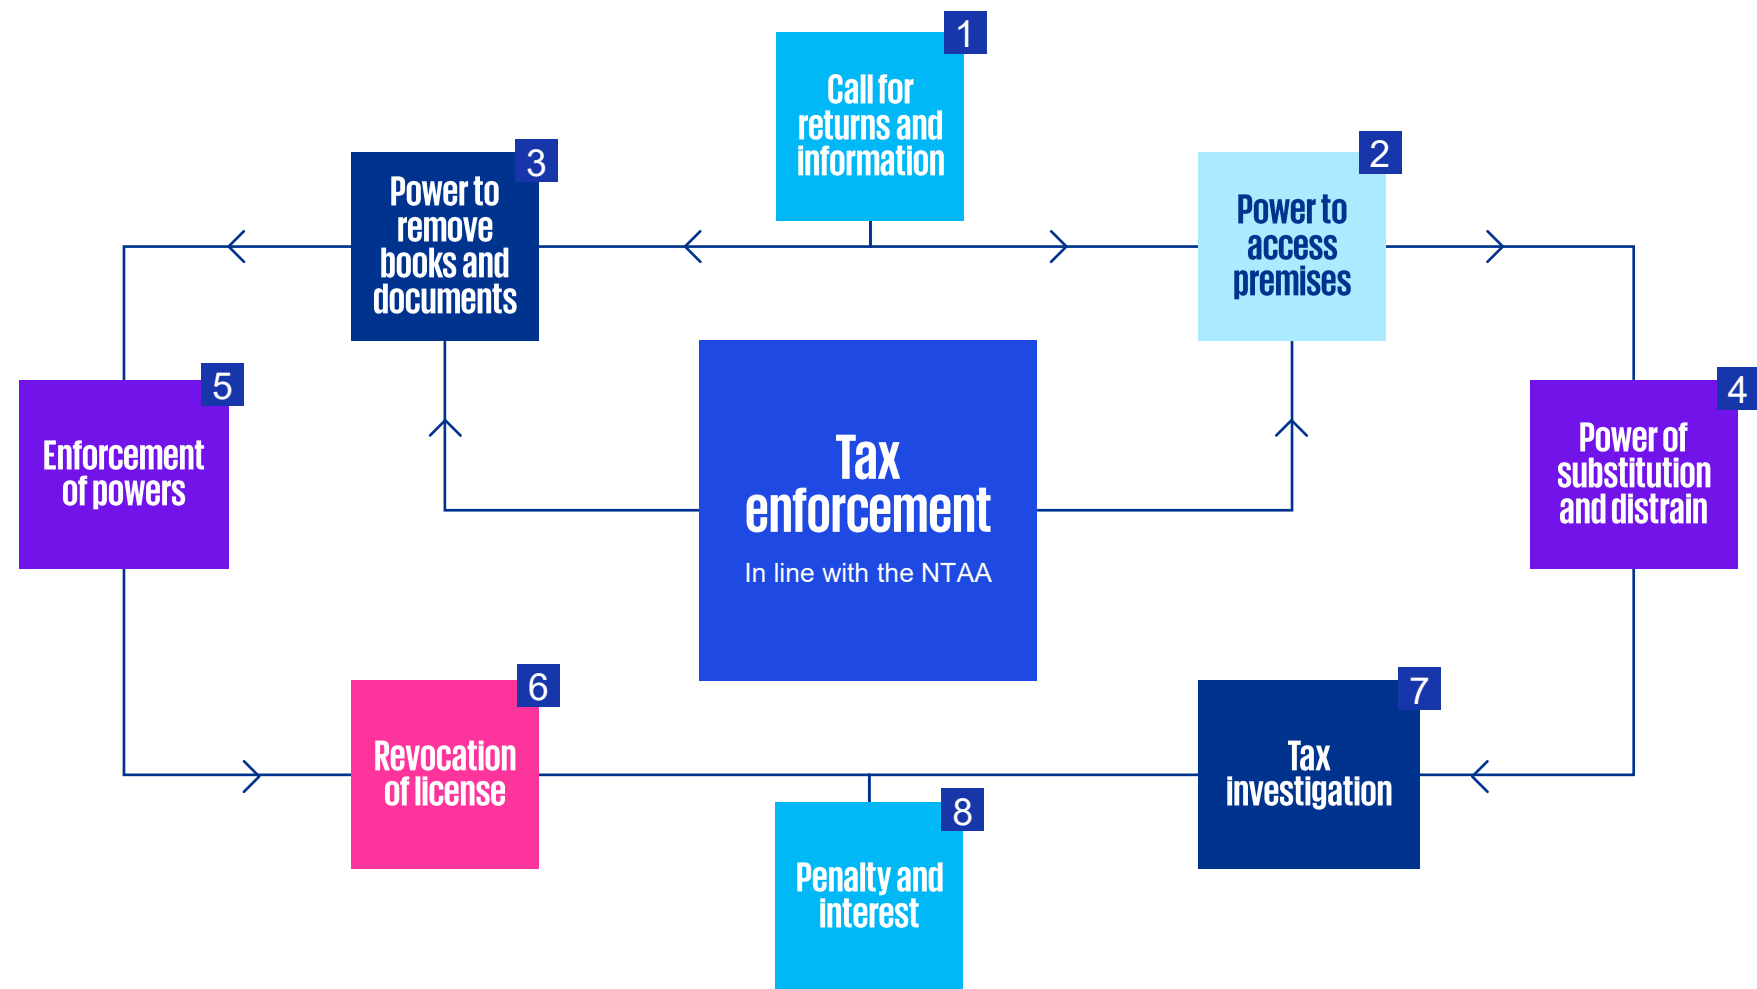 1
Call for
returns and
information
2
Power to
access
premises
3
Power to
remove
books and
documents
4
Power of
substitution
and distrain
5
Enforcement
of powers
Tax
enforcement
In line with the NTAA
6
Revocation
of license
7
Tax
investigation
8
Penalty and
interest